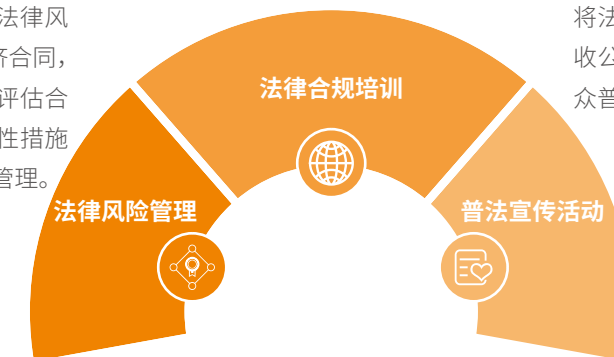 法律风
济合同，
评估合
性措施
管理。
将法
收公
众普
法律合规培训
法律风险管理
普法宣传活动